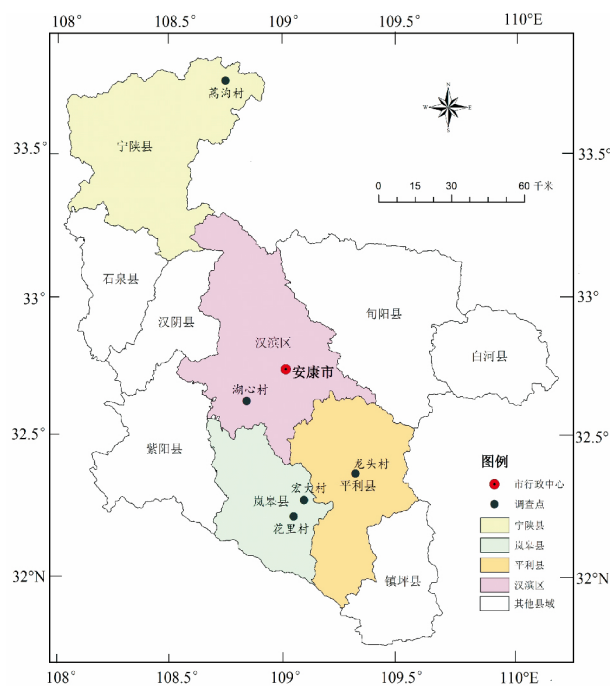 108° 108.5° 109° 109.5° 110°E
蒿沟村
N
W E
S
宁陕县
33.5° 33.5°
0 15 30 60 千米
石泉县
33° 33°
汉阴县
旬阳县
汉滨区
白河县
安康市
湖心村
32.5° 32.5°
紫阳县
龙头村
平利县
宏大村
岚皋县
花里村
图例
市行政中心
调查点
宁陕县
岚皋县
平利县
汉滨区
其他县域
32°N 32°N
镇坪县
108° 108.5° 109° 109.5° 110°E